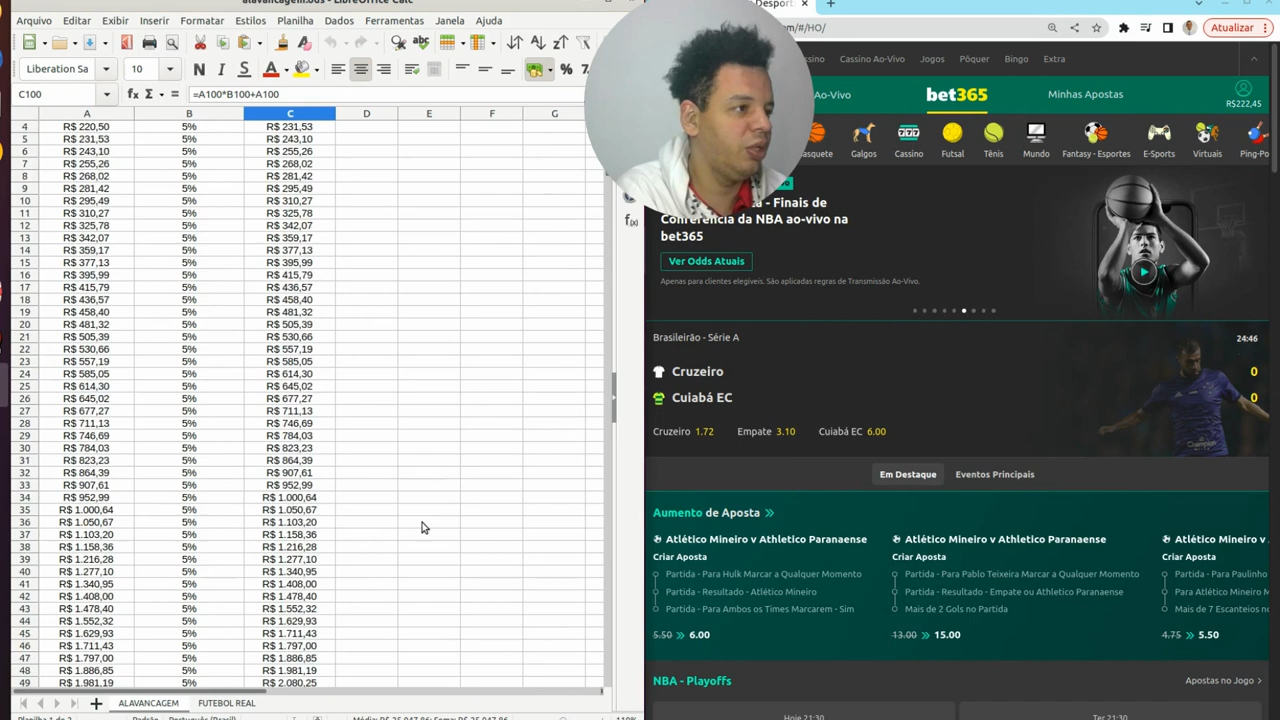 alavancagem.ods - LibreOffice Calc
Arquivo Editar Exibir Inserir Formatar Estilos Planilha Dados Ferramentas Janela Ajuda
Liberation Sa 10 N I S A %
C100 fx Σ = =A100*B100+A100
A B C D E F G
4 R$ 220,50 5% R$ 231,53
5 R$ 231,53 5% R$ 243,10
6 R$ 243,10 5% R$ 255,26
7 R$ 255,26 5% R$ 268,02
8 R$ 268,02 5% R$ 281,42
9 R$ 281,42 5% R$ 295,49
10 R$ 295,49 5% R$ 310,27
11 R$ 310,27 5% R$ 325,78
12 R$ 325,78 5% R$ 342,07
13 R$ 342,07 5% R$ 359,17
14 R$ 359,17 5% R$ 377,13
15 R$ 377,13 5% R$ 395,99
16 R$ 395,99 5% R$ 415,79
17 R$ 415,79 5% R$ 436,57
18 R$ 436,57 5% R$ 458,40
19 R$ 458,40 5% R$ 481,32
20 R$ 481,32 5% R$ 505,39
21 R$ 505,39 5% R$ 530,66
22 R$ 530,66 5% R$ 557,19
23 R$ 557,19 5% R$ 585,05
24 R$ 585,05 5% R$ 614,30
25 R$ 614,30 5% R$ 645,02
26 R$ 645,02 5% R$ 677,27
27 R$ 677,27 5% R$ 711,13
28 R$ 711,13 5% R$ 746,69
29 R$ 746,69 5% R$ 784,03
30 R$ 784,03 5% R$ 823,23
31 R$ 823,23 5% R$ 864,39
32 R$ 864,39 5% R$ 907,61
33 R$ 907,61 5% R$ 952,99
34 R$ 952,99 5% R$ 1.000,64
35 R$ 1.000,64 5% R$ 1.050,67
36 R$ 1.050,67 5% R$ 1.103,20
37 R$ 1.103,20 5% R$ 1.158,36
38 R$ 1.158,36 5% R$ 1.216,28
39 R$ 1.216,28 5% R$ 1.277,10
40 R$ 1.277,10 5% R$ 1.340,95
41 R$ 1.340,95 5% R$ 1.408,00
42 R$ 1.408,00 5% R$ 1.478,40
43 R$ 1.478,40 5% R$ 1.552,32
44 R$ 1.552,32 5% R$ 1.629,93
45 R$ 1.629,93 5% R$ 1.711,43
46 R$ 1.711,43 5% R$ 1.797,00
47 R$ 1.797,00 5% R$ 1.886,85
48 R$ 1.886,85 5% R$ 1.981,19
49 R$ 1.981,19 5% R$ 2.080,25
ALAVANCAGEM FUTEBOL REAL
Atualizar
/#/HO/
Cassino Ao-Vivo Jogos Pôquer Bingo Extra
Ao-Vivo bet365 Minhas Apostas R$222,45
Galgos Cassino Futsal Tênis Mundo Fantasy - Esportes E-Sports Virtuais
- Finais de
Conferência da NBA ao-vivo na
bet365
Ver Odds Atuais
Apenas para clientes elegíveis. São aplicadas regras de Transmissão Ao-Vivo.
Brasileirão - Série A 24:46
Cruzeiro 0
Cuiabá EC 0
Cruzeiro 1.72 Empate 3.10 Cuiabá EC 6.00
Em Destaque Eventos Principais
Aumento de Aposta
Atlético Mineiro v Athletico Paranaense
Criar Aposta
Partida - Para Hulk Marcar a Qualquer Momento
Partida - Resultado - Atlético Mineiro
Partida - Para Ambos os Times Marcarem - Sim
5.50 6.00
Atlético Mineiro v Athletico Paranaense
Criar Aposta
Partida - Para Pablo Teixeira Marcar a Qualquer Momento
Partida - Resultado - Empate ou Athletico Paranaense
Mais de 2 Gols no Partida
13.00 15.00
Atlético Mineiro v
Criar Aposta
Partida - Para Paulinho
Para Atlético Mineiro
Mais de 7 Escanteios
4.75 5.50
NBA - Playoffs Apostas no Jogo
Hoje 21:30 Ter 21:30